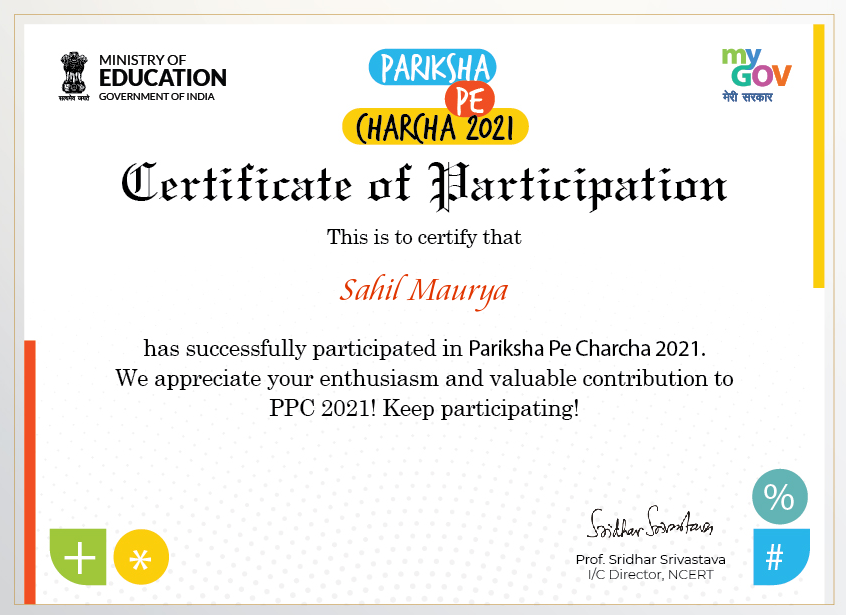 सत्यमेव जयते
MINISTRY OF
EDUCATION
GOVERNMENT OF INDIA
PARIKSHA
PE
CHARCHA 2021
my
GOV
मेरी सरकार
Certificate of Participation
This is to certify that
Sahil Maurya
has successfully participated in Pariksha Pe Charcha 2021.
We appreciate your enthusiasm and valuable contribution to
PPC 2021! Keep participating!
Sridhar Srivastava
Prof. Sridhar Srivastava
I/C Director, NCERT
%
+ * #